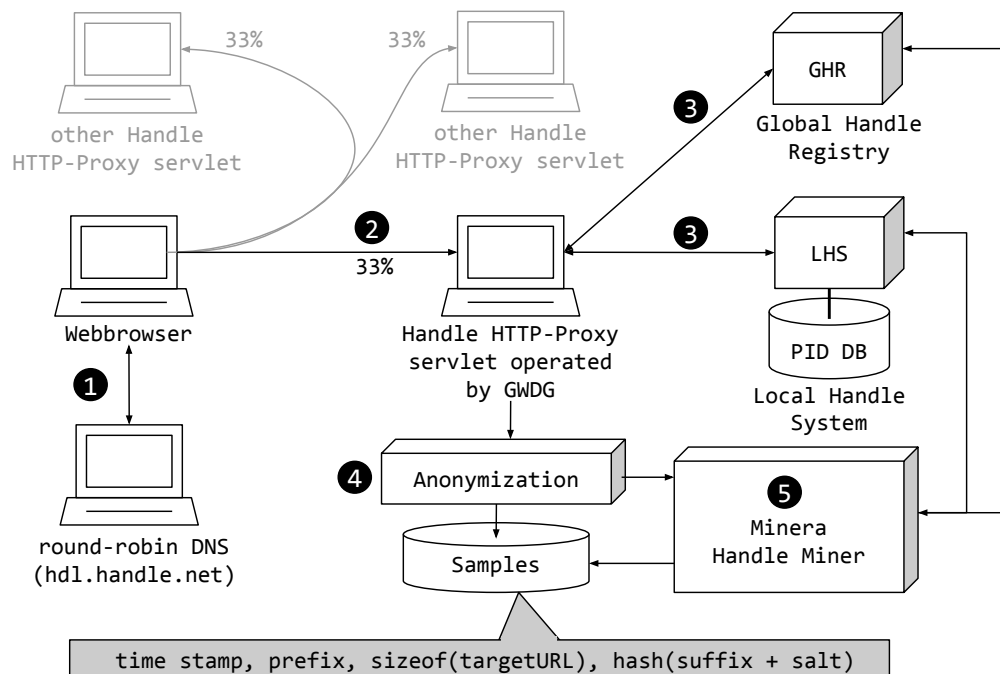 33%
33%
other Handle
HTTP-Proxy servlet
other Handle
HTTP-Proxy servlet
GHR
Global Handle
Registry
3
2
33%
3
LHS
Webbrowser
Handle HTTP-Proxy
servlet operated
by GWDG
PID DB
Local Handle
System
1
round-robin DNS
(hdl.handle.net)
4
Anonymization
Samples
5
Minera
Handle Miner
time stamp, prefix, sizeof(targetURL), hash(suffix + salt)